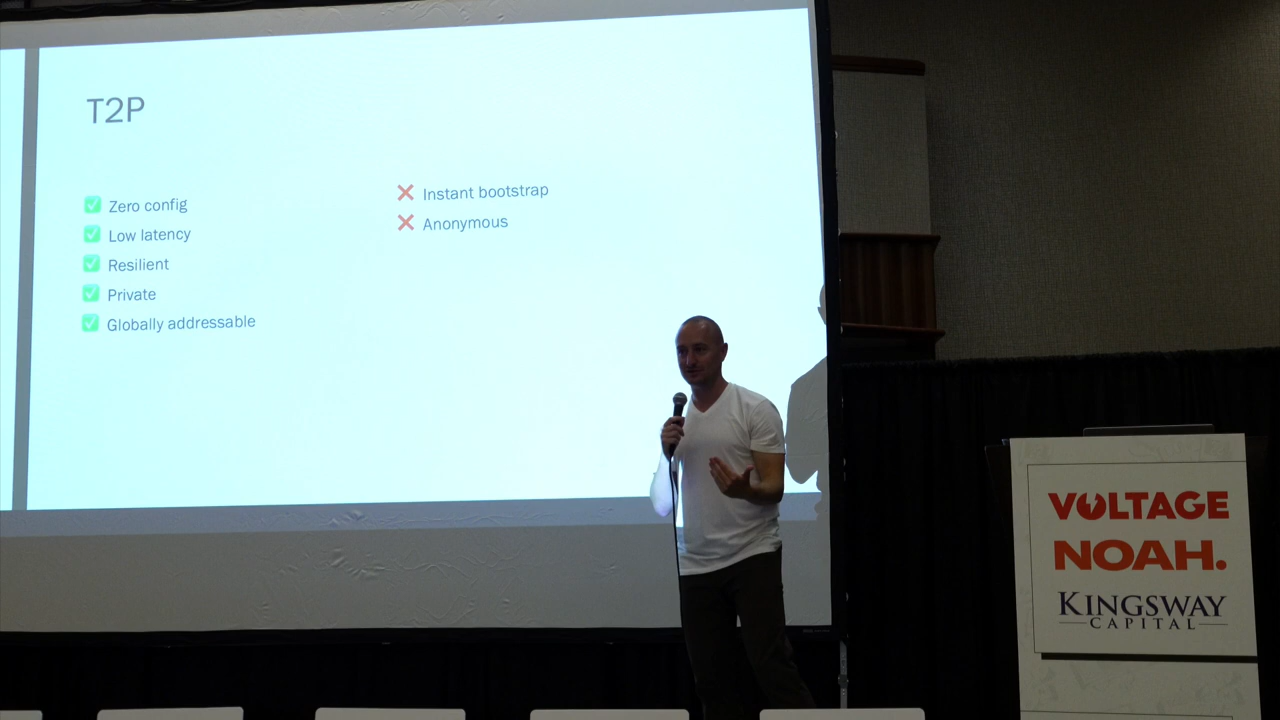 T2P
✅ Zero config
✅ Low latency
✅ Resilient
✅ Private
✅ Globally addressable
❌ Instant bootstrap
❌ Anonymous
VOLTAGE
NOAH.
KINGSWAY
CAPITAL